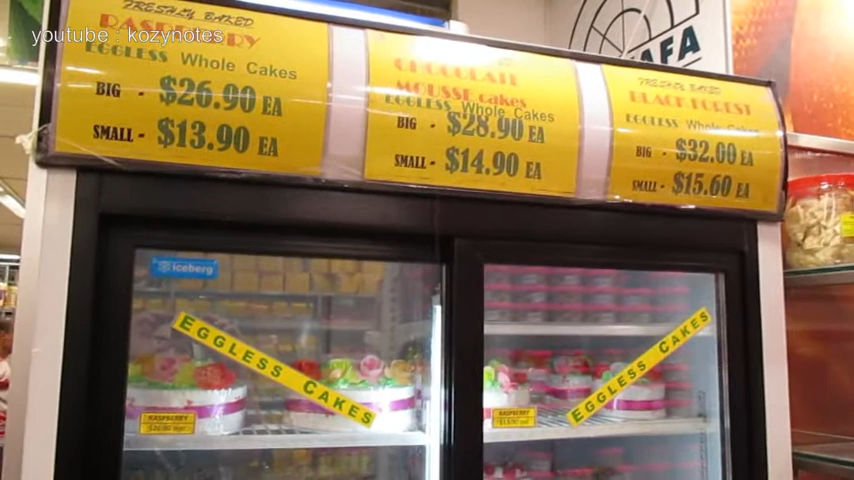 youtube : kozynotes
FRESHLY BAKED
RASPBERRY
EGGLESS Whole Cakes
BIG - $26.90 EA
SMALL - $13.90 EA
CHOCOLATE
MOUSSE cakes
EGGLESS Whole Cakes
BIG - $28.90 EA
SMALL - $14.90 EA
FRESHLY BAKED
BLACK FOREST
EGGLESS Whole Cakes
BIG - $32.00 EA
SMALL - $15.60 EA
iceberg
EGGLESS CAKES
EGGLESS CAKES
RASPBERRY
RASPBERRY